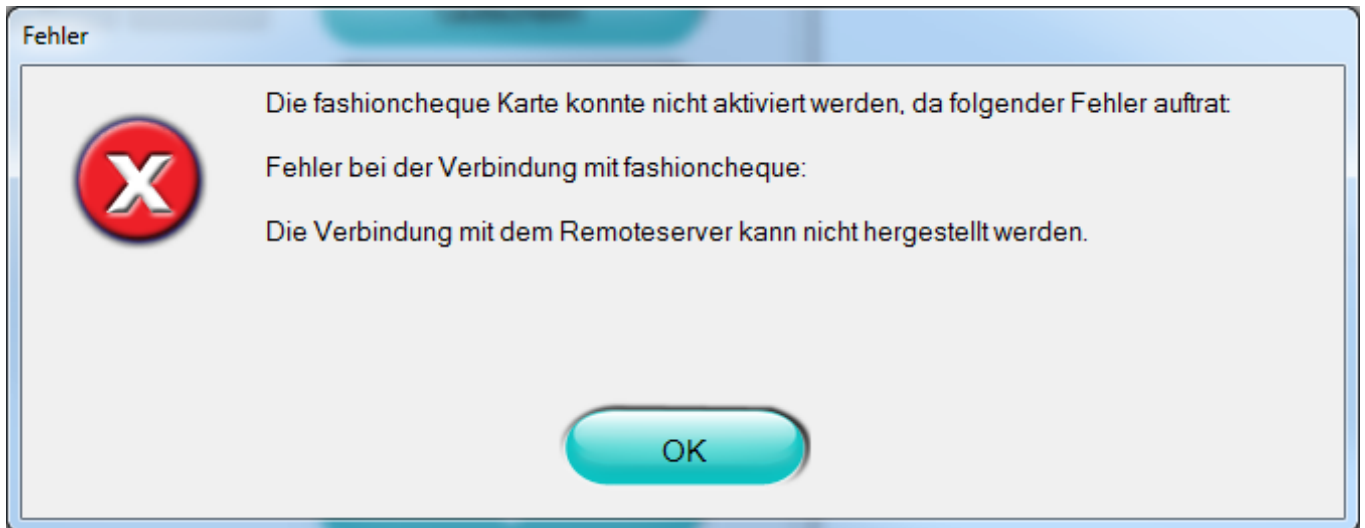 Fehler
Die fashioncheque Karte konnte nicht aktiviert werden, da folgender Fehler auftrat:
Fehler bei der Verbindung mit fashioncheque:
Die Verbindung mit dem Remoteserver kann nicht hergestellt werden.
OK